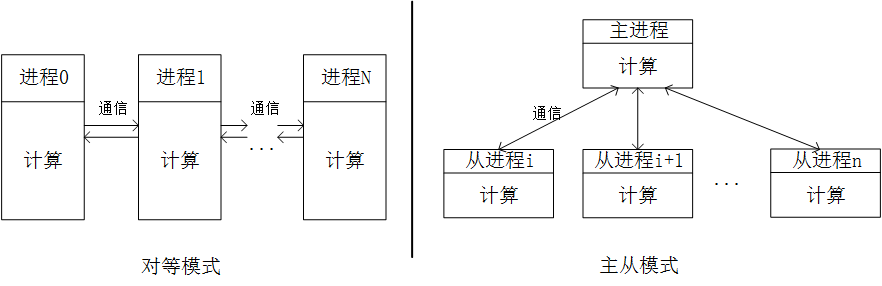 进程0
进程1
进程N
通信
通信
计算
计算
...
计算
对等模式
主进程
计算
通信
从进程i
从进程i+1
从进程n
计算
计算
...
计算
主从模式